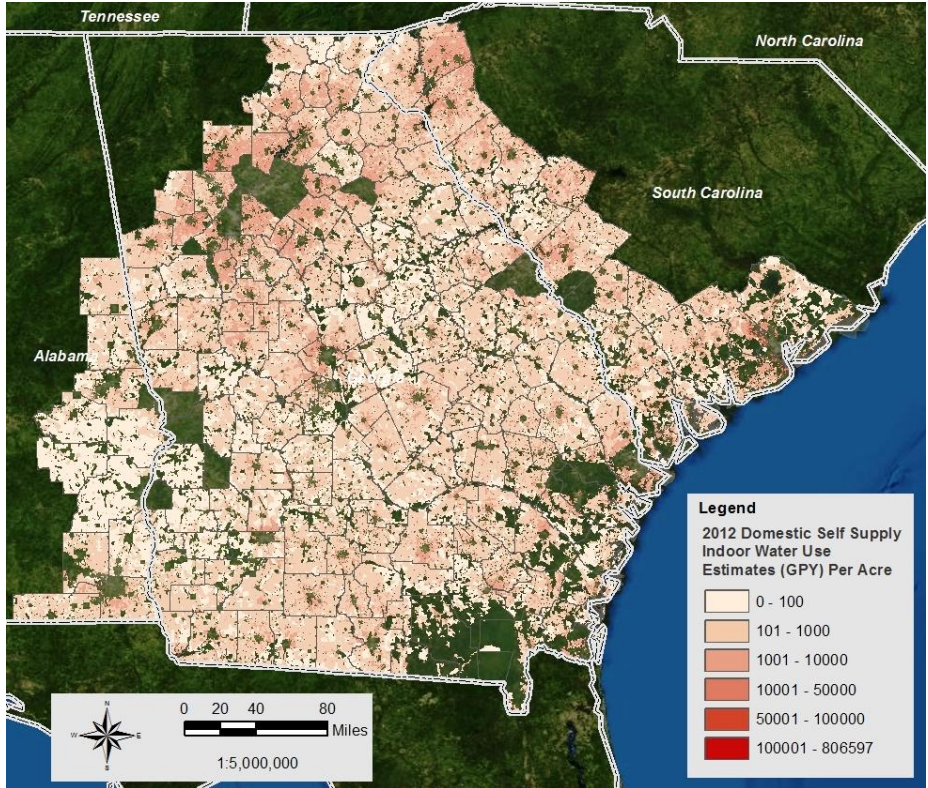 Tennessee
North Carolina
South Carolina
Alabama
Georgia
Legend
2012 Domestic Self Supply
Indoor Water Use
Estimates (GPY) Per Acre
0 - 100
101 - 1000
1001 - 10000
10001 - 50000
50001 - 100000
100001 - 806597
N
W
E
S
0 20 40 80
Miles
1:5,000,000